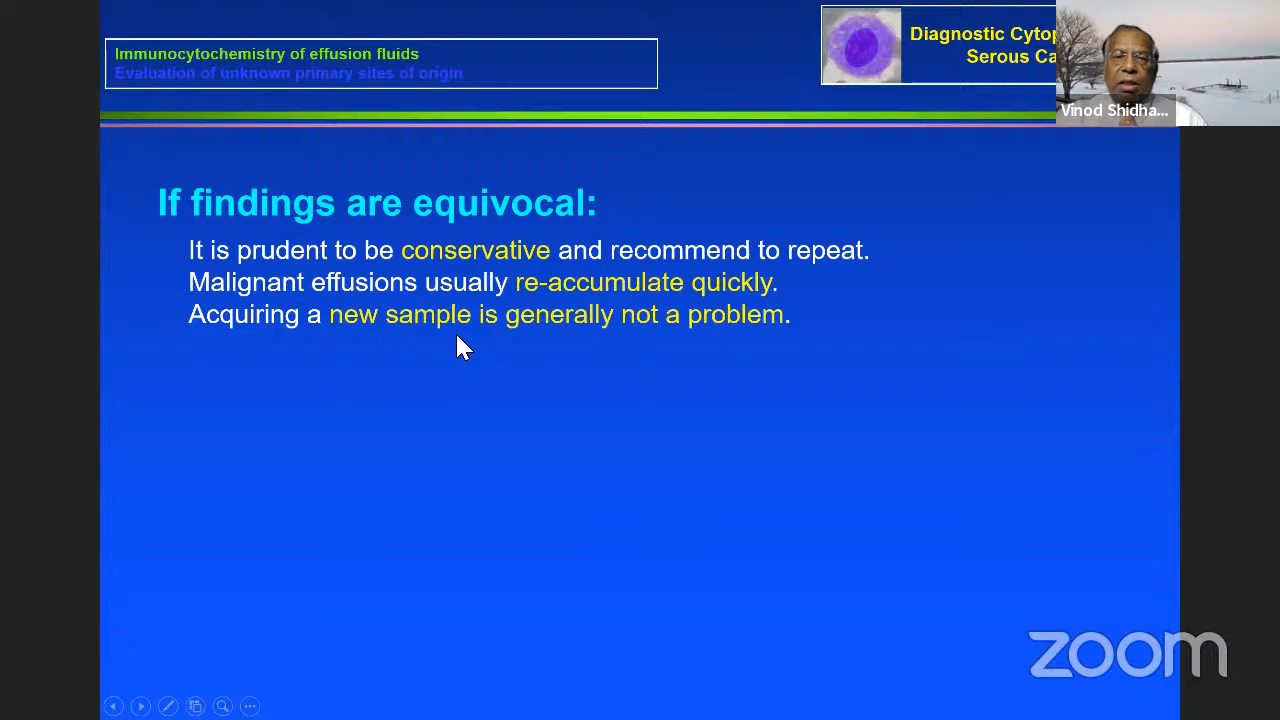 Immunocytochemistry of effusion fluids
Evaluation of unknown primary sites of origin
Diagnostic
Serous
Vinod Shidha...
If findings are equivocal:
It is prudent to be conservative and recommend to repeat.
Malignant effusions usually re-accumulate quickly.
Acquiring a new sample is generally not a problem.
zoom